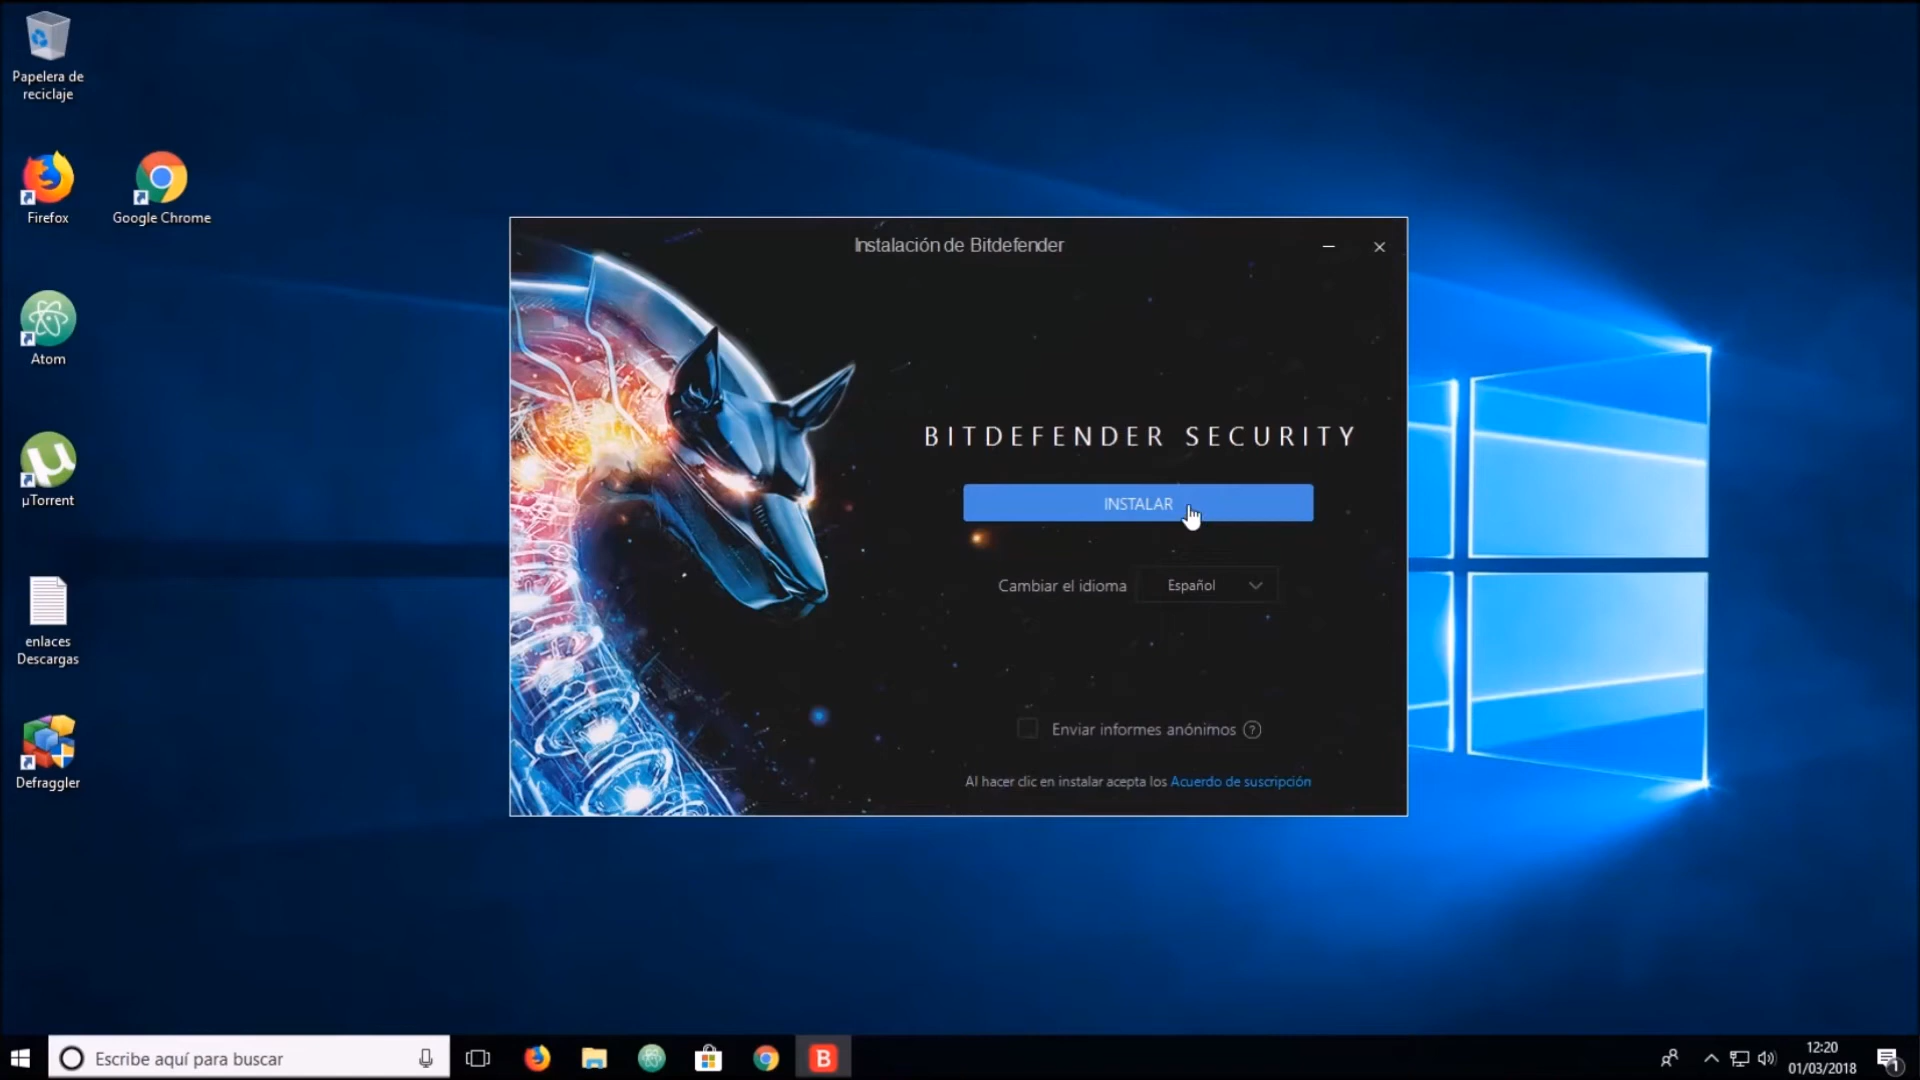 Papelera de
reciclaje
Firefox
Google Chrome
Atom
µTorrent
enlaces
Descargas
Defraggler
Instalación de Bitdefender
BITDEFENDER SECURITY
INSTALAR
Cambiar el idioma
Español
Enviar informes anónimos ?
Al hacer clic en instalar acepta los Acuerdo de suscripción
Escribe aquí para buscar
B
12:20
01/03/2018
1